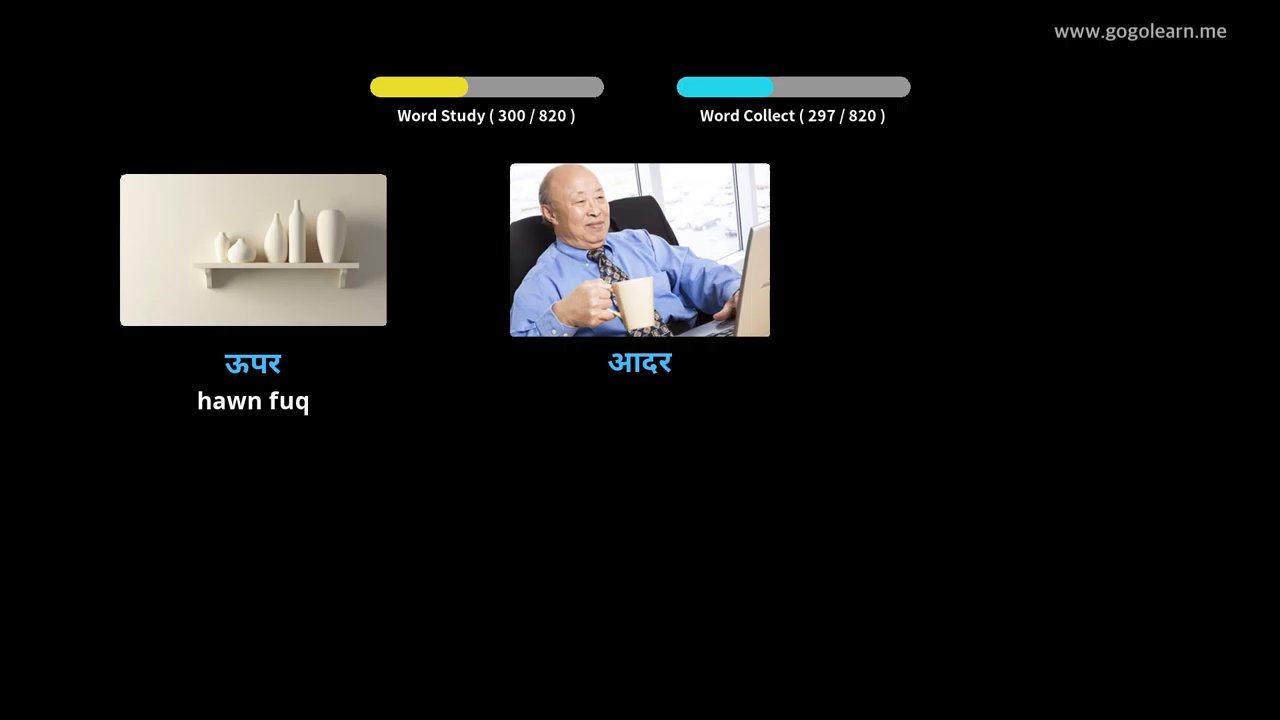 www.gogolearn.me
Word Study ( 300 / 820 )
Word Collect ( 297 / 820 )
ऊपर
hawn fuq
आदर